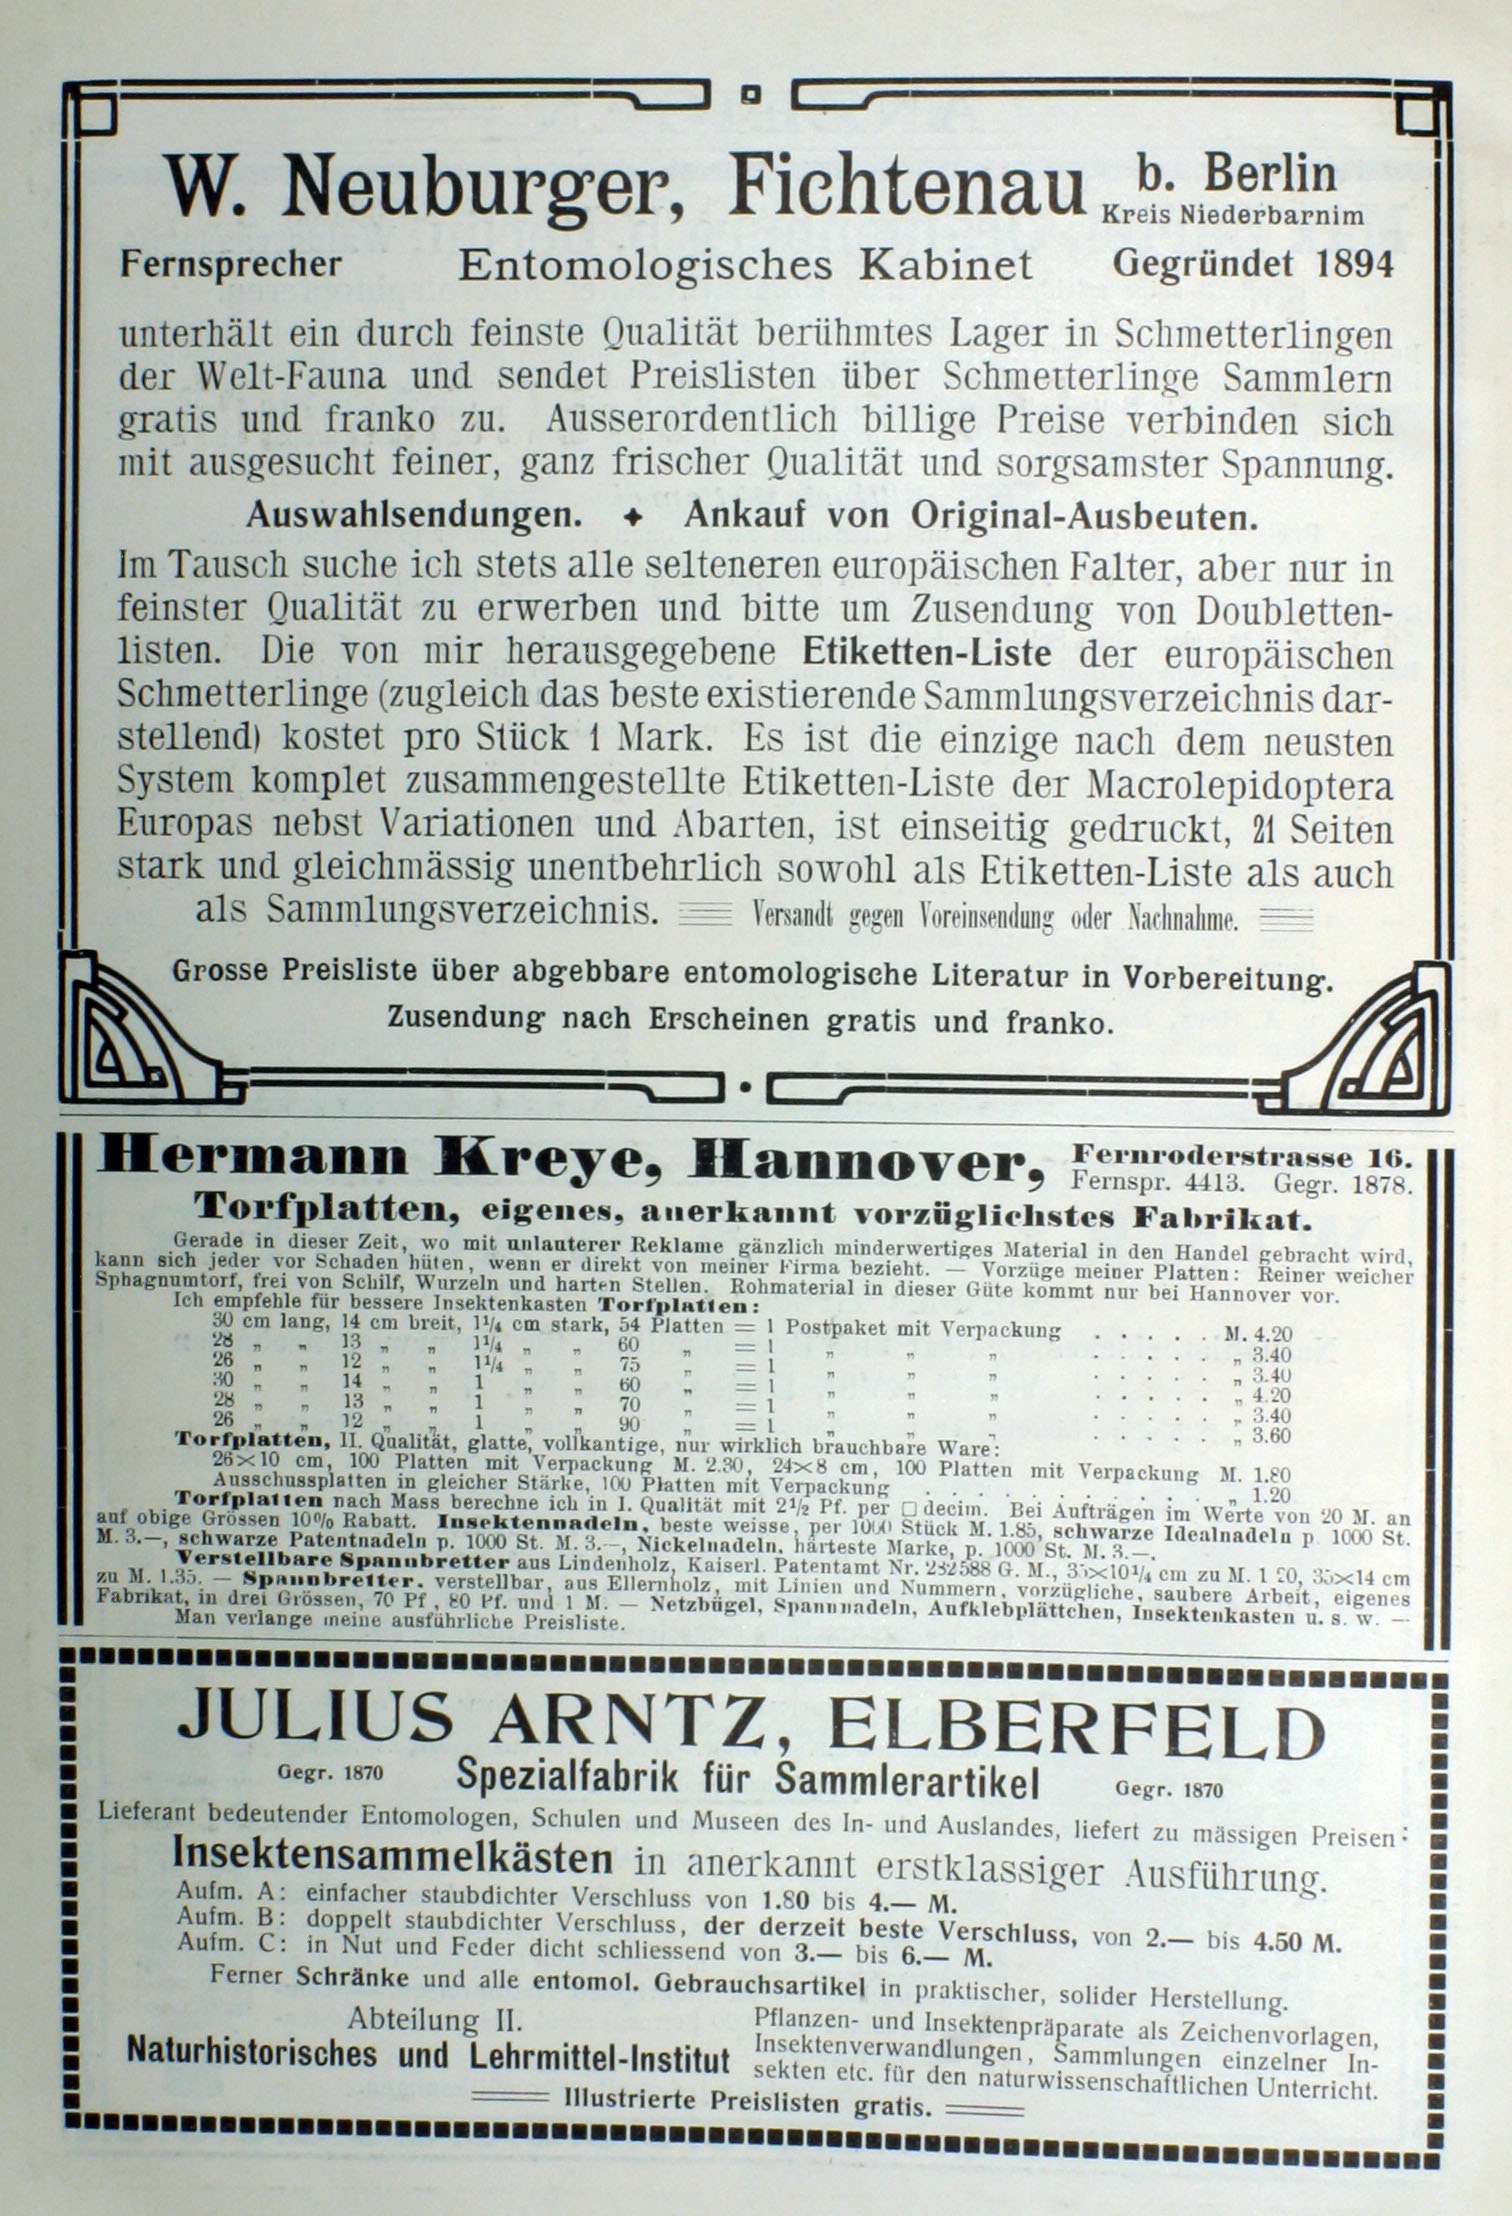 W. Neuburger, Fichtenau b. Berlin
Kreis Niederbarnim
Fernsprecher Entomologisches Kabinet Gegründet 1894
unterhält ein durch feinste Qualität berühmtes Lager in Schmetterlingen
der Welt-Fauna und sendet Preislisten über Schmetterlinge Sammlern
gratis und franko zu. Ausserordentlich billige Preise verbinden sich
mit ausgesucht feiner, ganz frischer Qualität und sorgsamster Spannung.
Auswahlsendungen. ✦ Ankauf von Original-Ausbeuten.
Im Tausch suche ich stets alle selteneren europäischen Falter, aber nur in
feinster Qualität zu erwerben und bitte um Zusendung von Doubletten-
listen. Die von mir herausgegebene Etiketten-Liste der europäischen
Schmetterlinge (zugleich das beste existierende Sammlungsverzeichnis dar-
stellend) kostet pro Stück 1 Mark. Es ist die einzige nach dem neusten
System komplet zusammengestellte Etiketten-Liste der Macrolepidoptera
Europas nebst Variationen und Abarten, ist einseitig gedruckt, 21 Seiten
stark und gleichmässig unentbehrlich sowohl als Etiketten-Liste als auch
als Sammlungsverzeichnis. Versandt gegen Voreinsendung oder Nachnahme.
Grosse Preisliste über abgebbare entomologische Literatur in Vorbereitung.
Zusendung nach Erscheinen gratis und franko.
Hermann Kreye, Hannover, Fernroderstrasse 16.
Fernspr. 4413. Gegr. 1878.
Torfplatten, eigenes, anerkannt vorzüglichstes Fabrikat.
Gerade in dieser Zeit, wo mit unlauterer Reklame gänzlich minderwertiges Material in den Handel gebracht wird,
kann sich jeder vor Schaden hüten, wenn er direkt von meiner Firma bezieht. — Vorzüge meiner Platten: Reiner weicher
Sphagnumtorf, frei von Schilf, Wurzeln und harten Stellen. Rohmaterial in dieser Güte kommt nur bei Hannover vor.
Ich empfehle für bessere Insektenkasten Torfplatten:
30 cm lang, 14 cm breit, 1¼ cm stark, 54 Platten = 1 Postpaket mit Verpackung . . . . . M. 4.20
28 „ „ 13 „ „ 1¼ „ „ 60 „ = 1 „ „ „ . . . . . „ 3.40
26 „ „ 12 „ „ 1¼ „ „ 75 „ = 1 „ „ „ . . . . . „ 3.40
30 „ „ 14 „ „ 1 „ „ 60 „ = 1 „ „ „ . . . . . „ 4.20
28 „ „ 13 „ „ 1 „ „ 70 „ = 1 „ „ „ . . . . . „ 3.40
26 „ „ 12 „ „ 1 „ „ 90 „ = 1 „ „ „ . . . . . „ 3.60
Torfplatten, II. Qualität, glatte, vollkantige, nur wirklich brauchbare Ware:
26×10 cm, 100 Platten mit Verpackung M. 2.30, 24×8 cm, 100 Platten mit Verpackung M. 1.80
Ausschussplatten in gleicher Stärke, 100 Platten mit Verpackung . . . . . . . . . . „ 1.20
Torfplatten nach Mass berechne ich in I. Qualität mit 2½ Pf. per □ decim. Bei Aufträgen im Werte von 20 M. an
auf obige Grössen 10% Rabatt. Insektennadeln, beste weisse, per 1000 Stück M. 1.85, schwarze Idealnadeln p. 1000 St.
M. 3.—, schwarze Patentnadeln p. 1000 St. M. 3.—, Nickelnadeln, härteste Marke, p. 1000 St. M. 3.—.
Verstellbare Spannbretter aus Lindenholz, Kaiserl. Patentamt Nr. 282588 G. M., 35×10¼ cm zu M. 1 20, 35×14 cm
zu M. 1.35. — Spannbretter, verstellbar, aus Ellernholz, mit Linien und Nummern, vorzügliche, saubere Arbeit, eigenes
Fabrikat, in drei Grössen, 70 Pf., 80 Pf. und 1 M. — Netzbügel, Spannnadeln, Aufklebplättchen, Insektenkasten u. s. w. —
Man verlange meine ausführliche Preisliste.
JULIUS ARNTZ, ELBERFELD
Gegr. 1870 Spezialfabrik für Sammlerartikel Gegr. 1870
Lieferant bedeutender Entomologen, Schulen und Museen des In- und Auslandes, liefert zu mässigen Preisen:
Insektensammelkästen in anerkannt erstklassiger Ausführung.
Aufm. A: einfacher staubdichter Verschluss von 1.80 bis 4.— M.
Aufm. B: doppelt staubdichter Verschluss, der derzeit beste Verschluss, von 2.— bis 4.50 M.
Aufm. C: in Nut und Feder dicht schliessend von 3.— bis 6.— M.
Ferner Schränke und alle entomol. Gebrauchsartikel in praktischer, solider Herstellung.
Abteilung II.
Naturhistorisches und Lehrmittel-Institut
Pflanzen- und Insektenpräparate als Zeichenvorlagen,
Insektenverwandlungen, Sammlungen einzelner In-
sekten etc. für den naturwissenschaftlichen Unterricht.
Illustrierte Preislisten gratis.